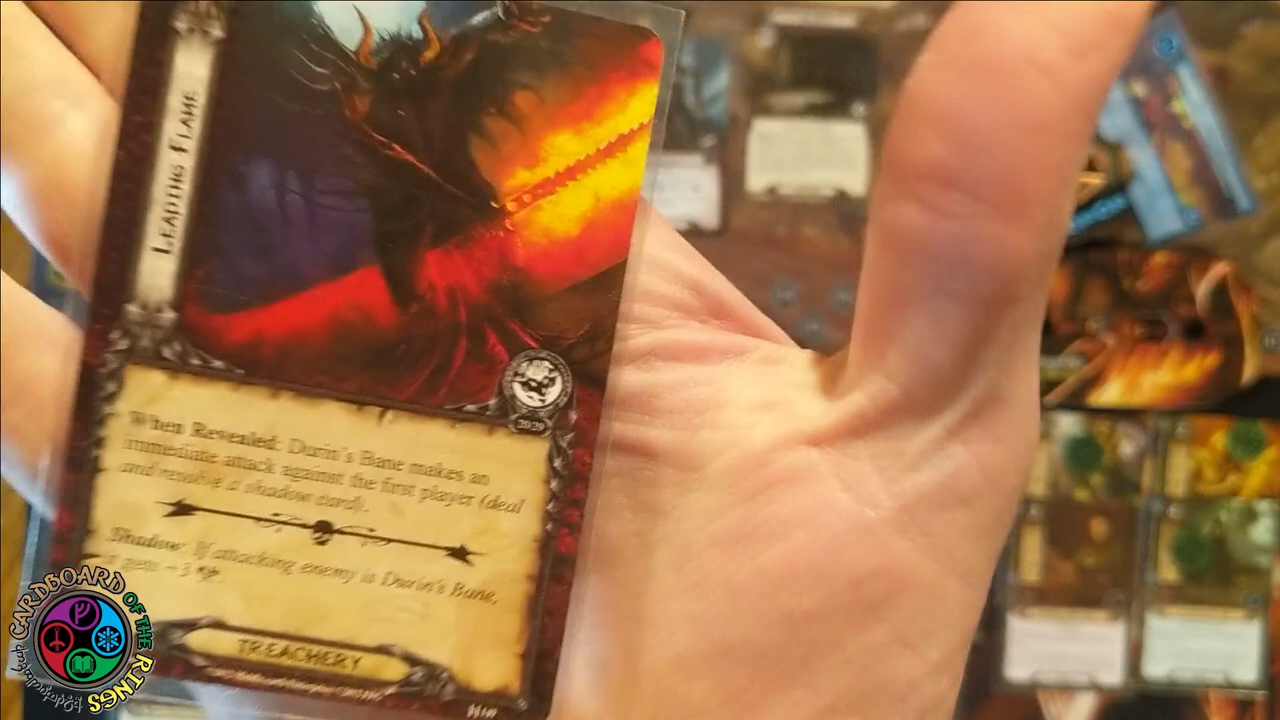 LEAPING FLAME
When Revealed: Durin's Bane makes an
immediate attack against the first player (deal
and resolve a shadow card).
Shadow: If attacking enemy is Durin's Bane,
TREACHERY
CARDBOARD OF THE RINGS